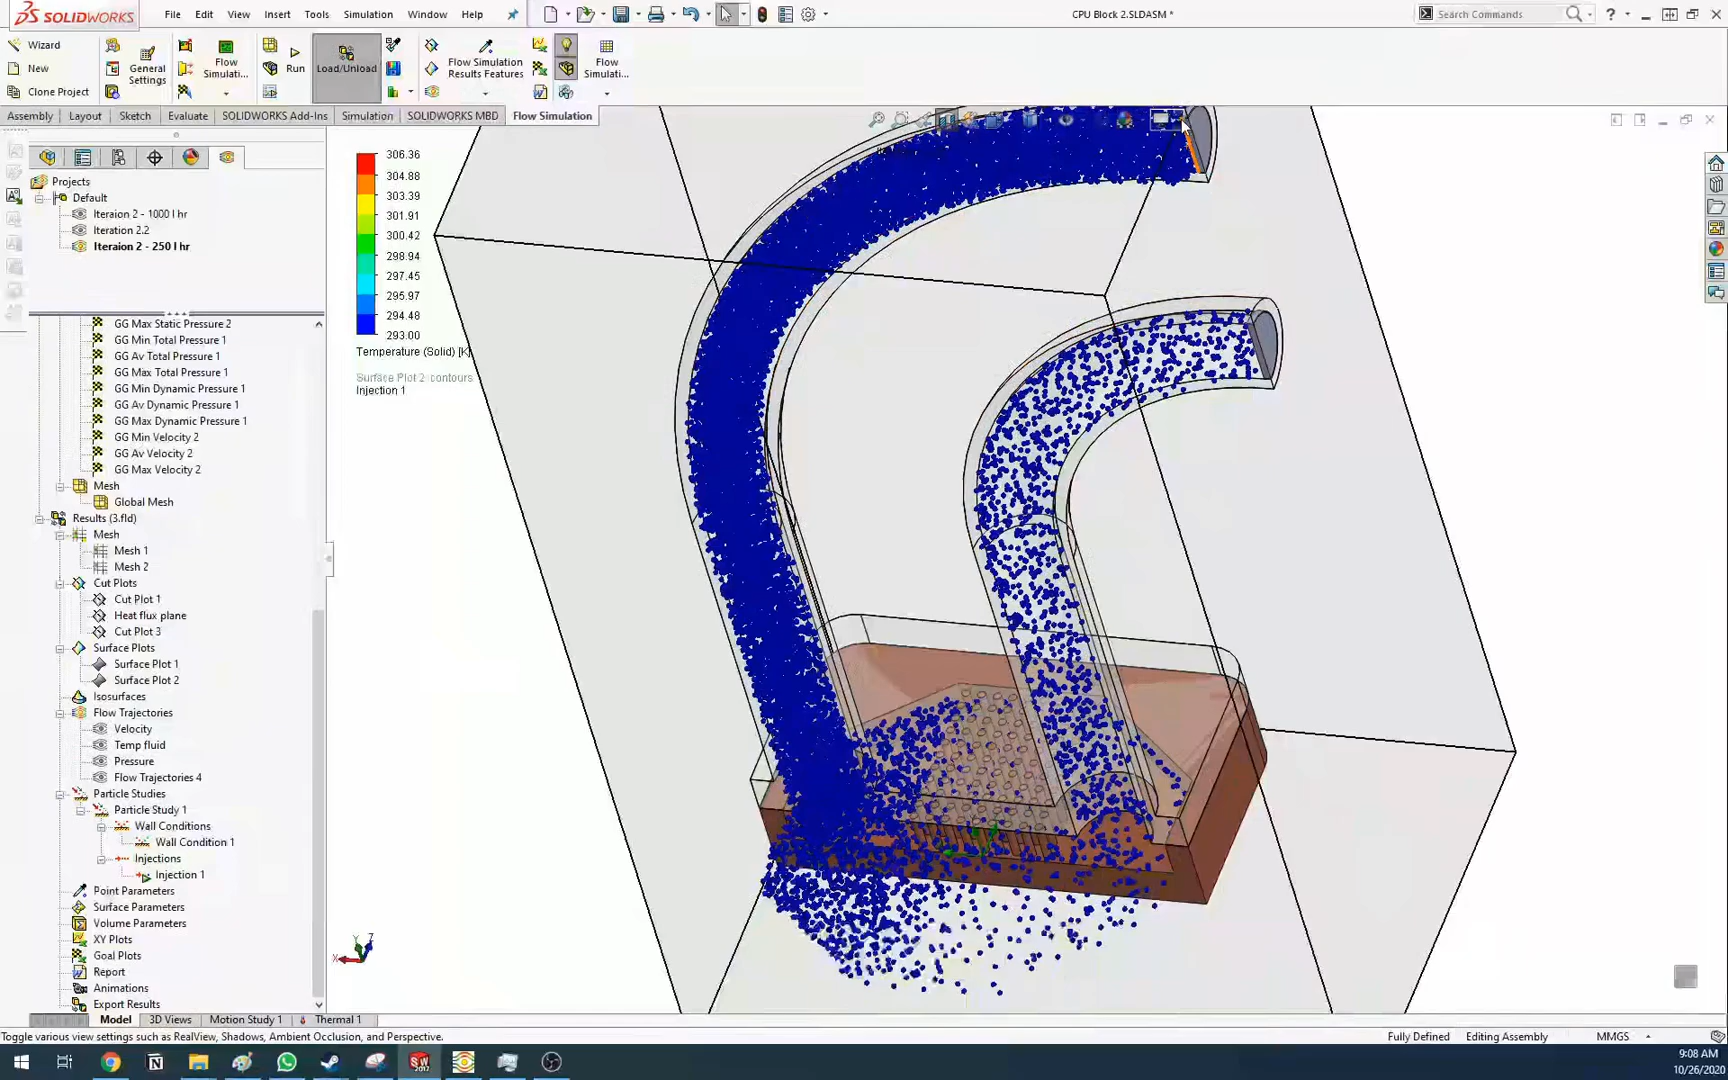 SOLIDWORKS
File Edit View Insert Tools Simulation Window Help
CPU Block 2.SLDASM *
Search Commands
Wizard
New
Clone Project
General Settings
Flow Simulati...
Run
Load/Unload
Flow Simulation Results Features
Flow Simulati...
Assembly Layout Sketch Evaluate SOLIDWORKS Add-Ins Simulation SOLIDWORKS MBD Flow Simulation
Projects
Default
Iteraion 2 - 1000 l hr
Iteration 2.2
Iteraion 2 - 250 l hr
GG Max Static Pressure 2
GG Min Total Pressure 1
GG Av Total Pressure 1
GG Max Total Pressure 1
GG Min Dynamic Pressure 1
GG Av Dynamic Pressure 1
GG Max Dynamic Pressure 1
GG Min Velocity 2
GG Av Velocity 2
GG Max Velocity 2
Mesh
Global Mesh
Results (3.fld)
Mesh
Mesh 1
Mesh 2
Cut Plots
Cut Plot 1
Heat flux plane
Cut Plot 3
Surface Plots
Surface Plot 1
Surface Plot 2
Isosurfaces
Flow Trajectories
Velocity
Temp fluid
Pressure
Flow Trajectories 4
Particle Studies
Particle Study 1
Wall Conditions
Wall Condition 1
Injections
Injection 1
Point Parameters
Surface Parameters
Volume Parameters
XY Plots
Goal Plots
Report
Animations
Export Results
306.36
304.88
303.39
301.91
300.42
298.94
297.45
295.97
294.48
293.00
Temperature (Solid) [K]
Surface Plot 2: contours
Injection 1
Y Z
X
Model 3D Views Motion Study 1 Thermal 1
Toggle various view settings such as RealView, Shadows, Ambient Occlusion, and Perspective.
Fully Defined Editing Assembly MMGS
SW
2017
9:08 AM
10/26/2020